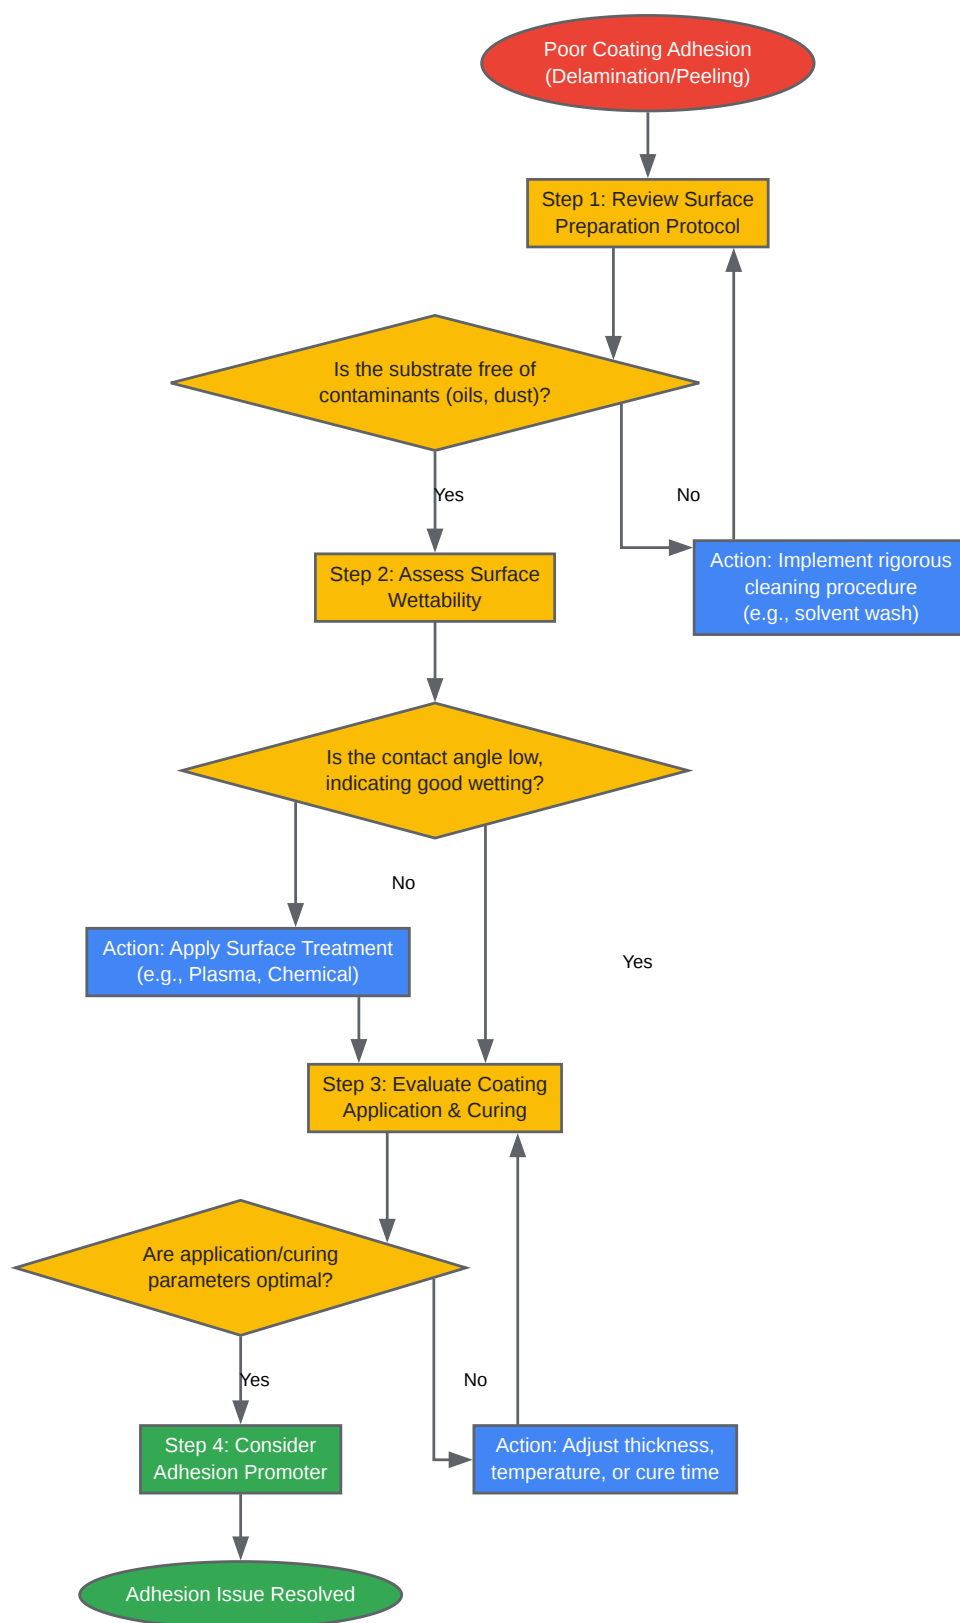 Poor Coating Adhesion
(Delamination/Peeling)
Step 1: Review Surface
Preparation Protocol
Is the substrate free of
contaminants (oils, dust)?
Yes
No
Step 2: Assess Surface
Wettability
Action: Implement rigorous
cleaning procedure
(e.g., solvent wash)
Is the contact angle low,
indicating good wetting?
No
Yes
Action: Apply Surface Treatment
(e.g., Plasma, Chemical)
Step 3: Evaluate Coating
Application & Curing
Are application/curing
parameters optimal?
Yes
No
Step 4: Consider
Adhesion Promoter
Action: Adjust thickness,
temperature, or cure time
Adhesion Issue Resolved